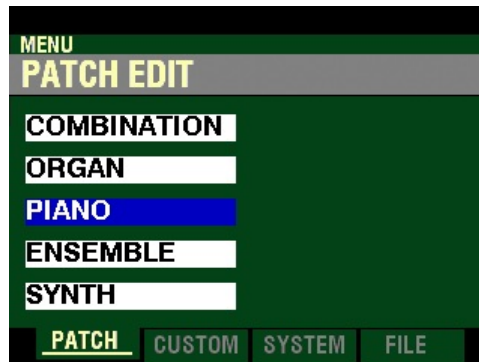 MENU
PATCH EDIT
COMBINATION
ORGAN
PIANO
ENSEMBLE
SYNTH
PATCH CUSTOM SYSTEM FILE